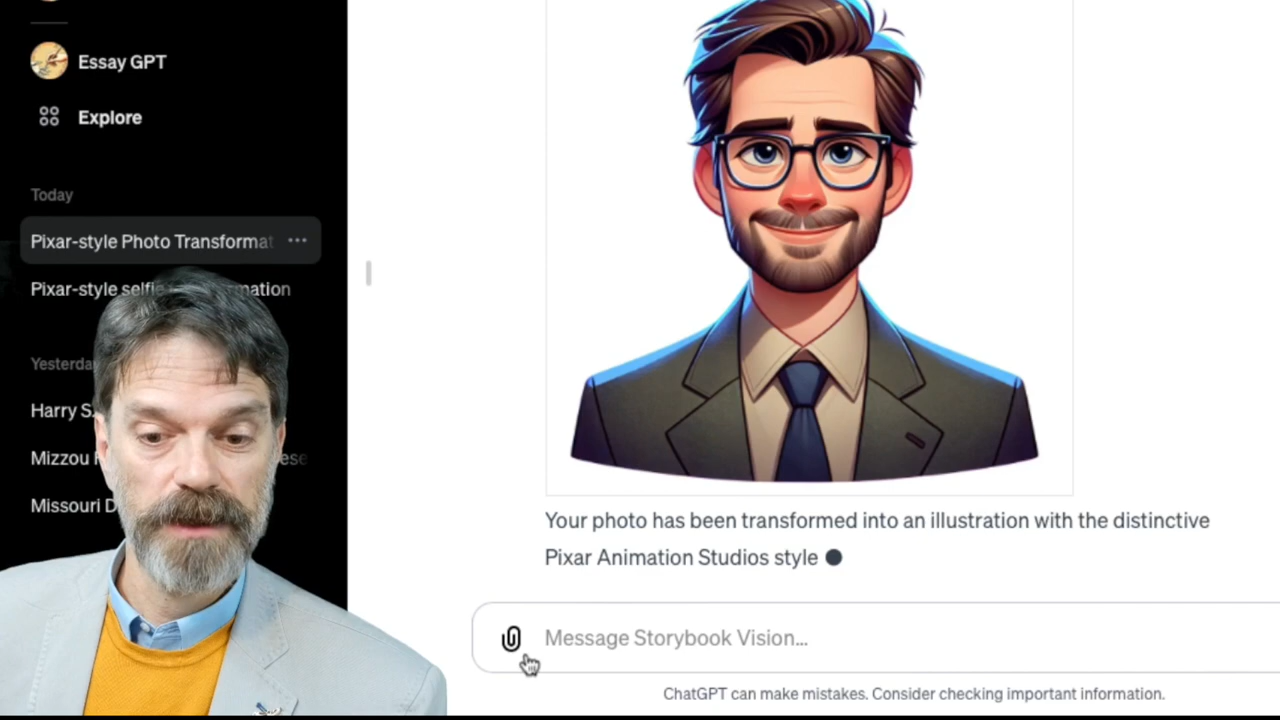 Essay GPT
Explore
Today
Pixar-style Photo Transformat
Pixar-style selfie mation
Yesterday
Harry S.
Mizzou
Missouri
Your photo has been transformed into an illustration with the distinctive
Pixar Animation Studios style
Message Storybook Vision...
ChatGPT can make mistakes. Consider checking important information.